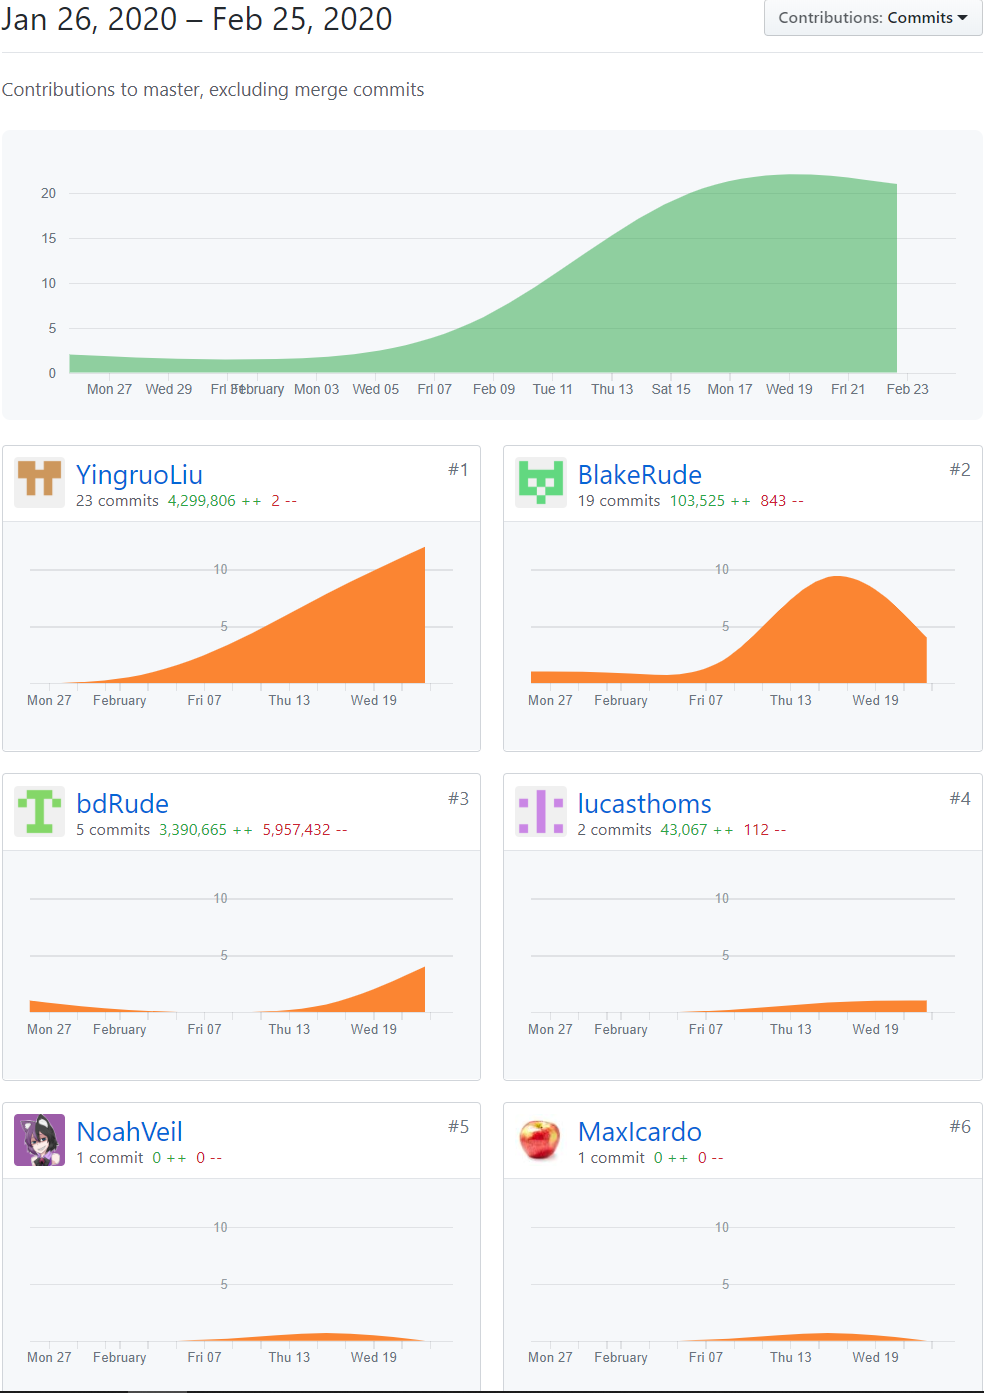 Jan 26, 2020 – Feb 25, 2020
Contributions: Commits
Contributions to master, excluding merge commits
20
15
10
5
0
Mon 27 Wed 29 Fri 31 February Mon 03 Wed 05 Fri 07 Feb 09 Tue 11 Thu 13 Sat 15 Mon 17 Wed 19 Fri 21 Feb 23
YingruoLiu #1
23 commits 4,299,806 ++ 2 --
10
5
Mon 27 February Fri 07 Thu 13 Wed 19
BlakeRude #2
19 commits 103,525 ++ 843 --
10
5
Mon 27 February Fri 07 Thu 13 Wed 19
bdRude #3
5 commits 3,390,665 ++ 5,957,432 --
10
5
Mon 27 February Fri 07 Thu 13 Wed 19
lucasthoms #4
2 commits 43,067 ++ 112 --
10
5
Mon 27 February Fri 07 Thu 13 Wed 19
NoahVeil #5
1 commit 0 ++ 0 --
10
5
Mon 27 February Fri 07 Thu 13 Wed 19
MaxIcardo #6
1 commit 0 ++ 0 --
10
5
Mon 27 February Fri 07 Thu 13 Wed 19